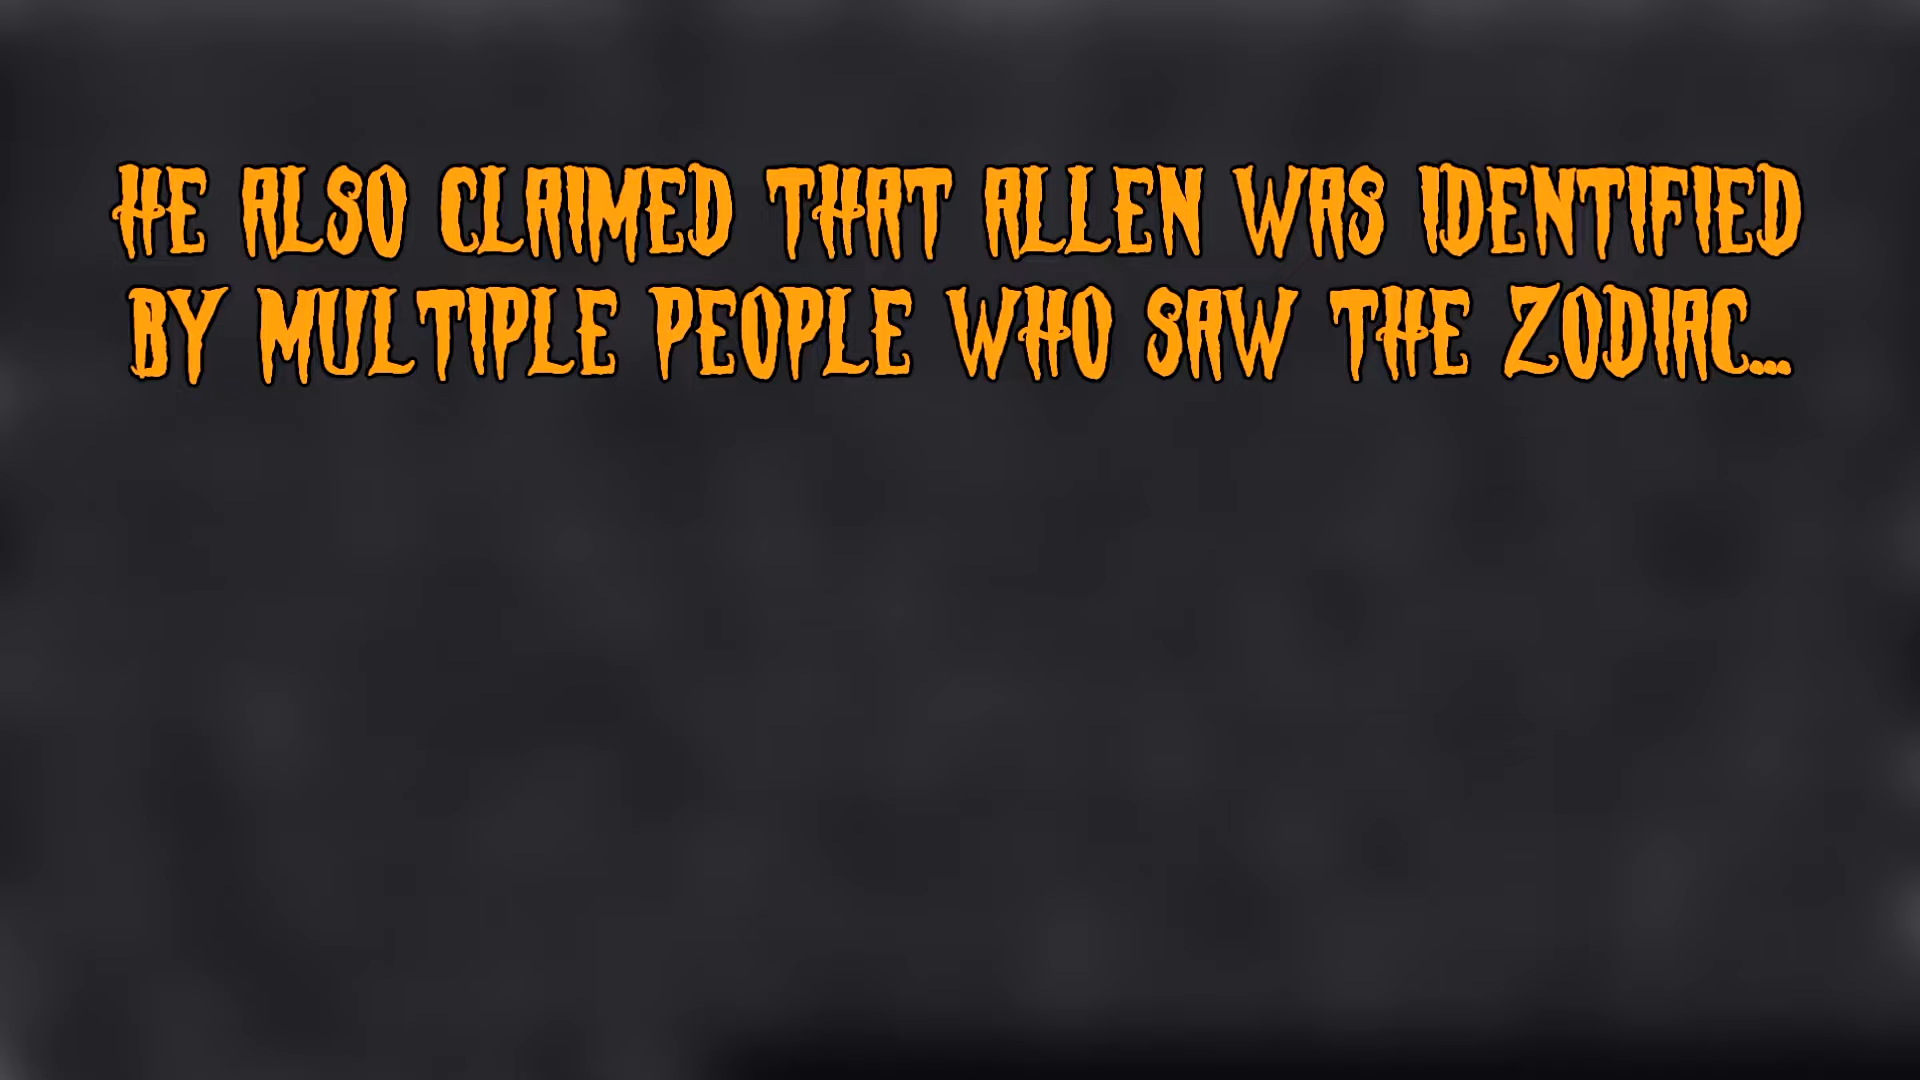 HE ALSO CLAIMED THAT ALLEN WAS IDENTIFIED
BY MULTIPLE PEOPLE WHO SAW THE ZODIAC...